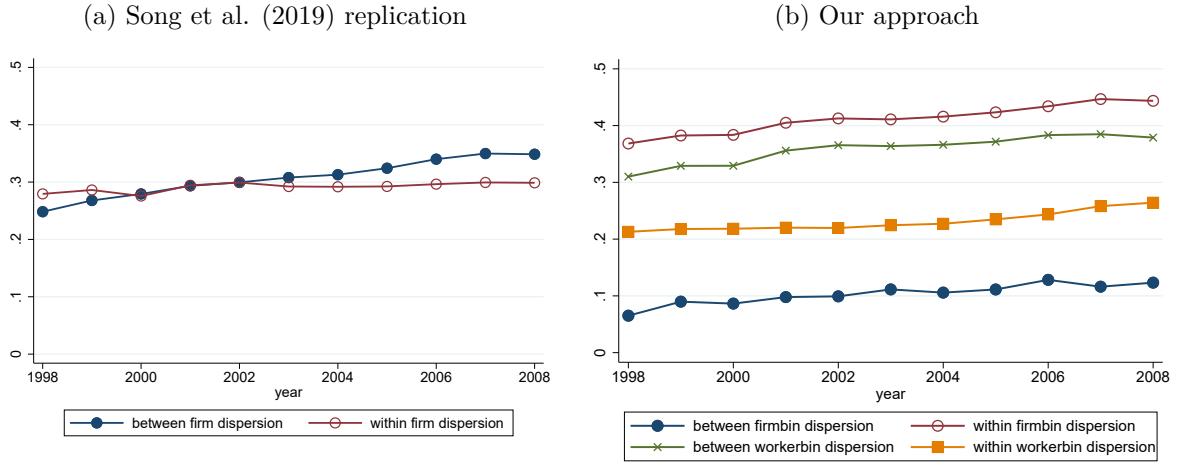 (a) Song et al. (2019) replication
.5
.4
.3
.2
.1
0
1998 2000 2002 2004 2006 2008
year
between firm dispersion within firm dispersion
(b) Our approach
.5
.4
.3
.2
.1
0
1998 2000 2002 2004 2006 2008
year
between firmbin dispersion within firmbin dispersion
between workerbin dispersion within workerbin dispersion